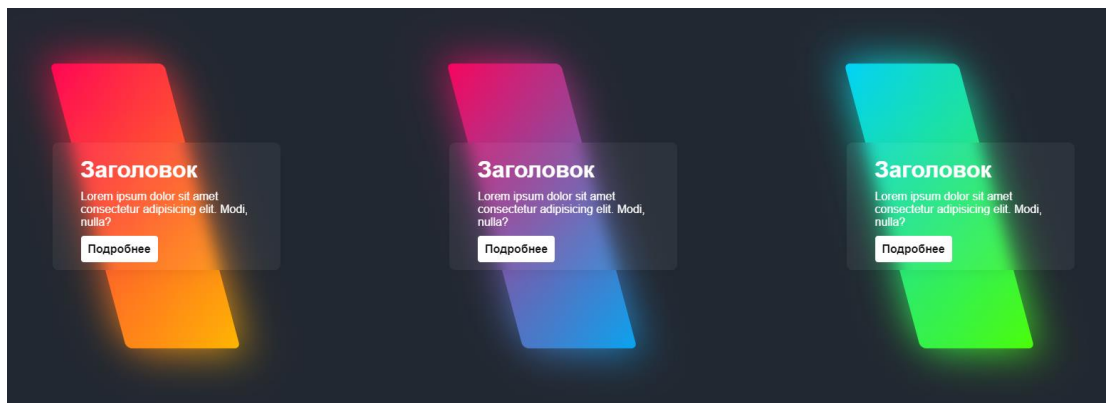 Заголовок
Lorem ipsum dolor sit amet
consectetur adipisicing elit. Modi,
nulla?
Подробнее
Заголовок
Lorem ipsum dolor sit amet
consectetur adipisicing elit. Modi,
nulla?
Подробнее
Заголовок
Lorem ipsum dolor sit amet
consectetur adipisicing elit. Modi,
nulla?
Подробнее